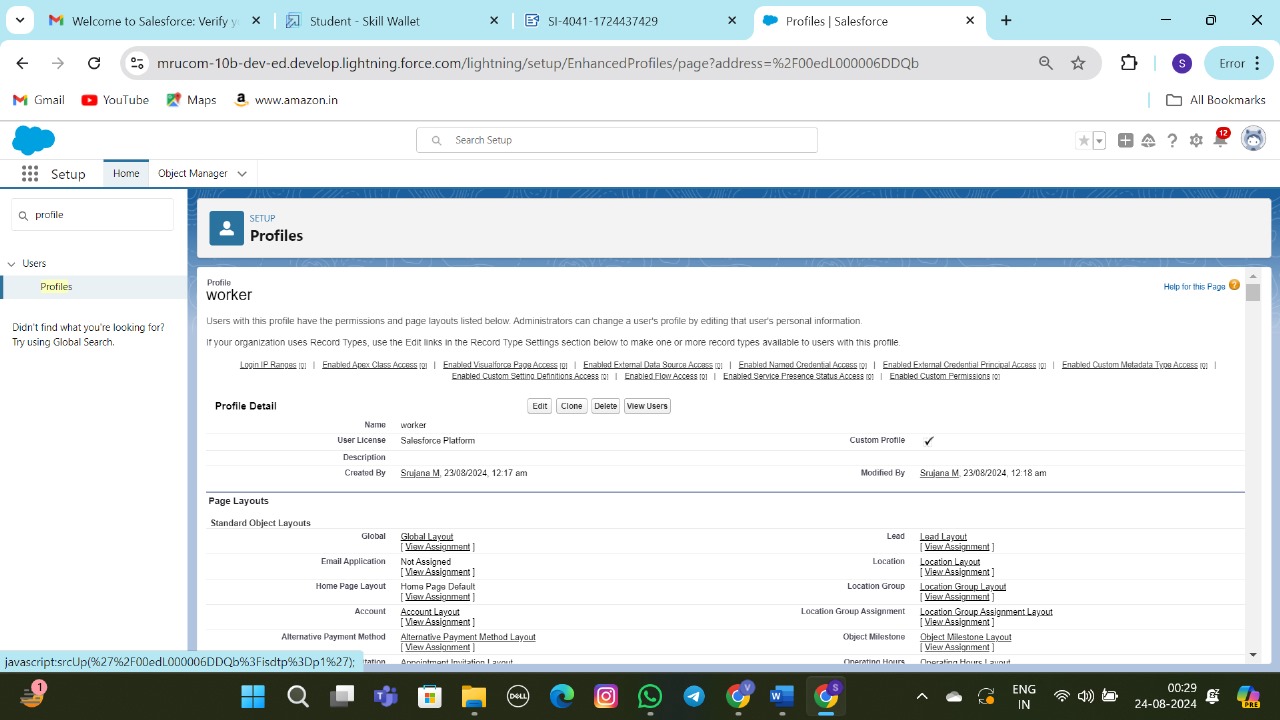 Welcome to Salesforce: Verify y
Student - Skill Wallet
SI-4041-1724437429
Profiles | Salesforce
mrucom-10b-dev-ed.develop.lightning.force.com/lightning/setup/EnhancedProfiles/page?address=%2F00edL000006DDQb
S
Error
Gmail
YouTube
Maps
www.amazon.in
All Bookmarks
Search Setup
12
Setup
Home
Object Manager
profile
Users
Profiles
Didn't find what you're looking for?
Try using Global Search.
SETUP
Profiles
Profile
worker
Help for this Page
Users with this profile have the permissions and page layouts listed below. Administrators can change a user's profile by editing that user's personal information.
If your organization uses Record Types, use the Edit links in the Record Type Settings section below to make one or more record types available to users with this profile.
Login IP Ranges [0] | Enabled Apex Class Access [0] | Enabled Visualforce Page Access [0] | Enabled External Data Source Access [0] | Enabled Named Credential Access [0] | Enabled External Credential Principal Access [0] | Enabled Custom Metadata Type Access [0] |
Enabled Custom Setting Definitions Access [0] | Enabled Flow Access [0] | Enabled Service Presence Status Access [0] | Enabled Custom Permissions [0]
Profile Detail
Edit Clone Delete View Users
Name worker
User License Salesforce Platform Custom Profile ✓
Description
Created By Srujana M, 23/08/2024, 12:17 am Modified By Srujana M, 23/08/2024, 12:18 am
Page Layouts
Standard Object Layouts
Global Global Layout Lead Lead Layout
[ View Assignment ] [ View Assignment ]
Email Application Not Assigned Location Location Layout
[ View Assignment ] [ View Assignment ]
Home Page Layout Home Page Default Location Group Location Group Layout
[ View Assignment ] [ View Assignment ]
Account Account Layout Location Group Assignment Location Group Assignment Layout
[ View Assignment ] [ View Assignment ]
Alternative Payment Method Alternative Payment Method Layout Object Milestone Object Milestone Layout
[ View Assignment ] [ View Assignment ]
Appointment Invitation Layout Operating Hours Operating Hours Layout
javascript:srcUp(%27%2F00edL000006DDQb%3Fisdtp%3Dp1%27);
1
DELL
V
S
ENG
IN
00:29
24-08-2024
PRE